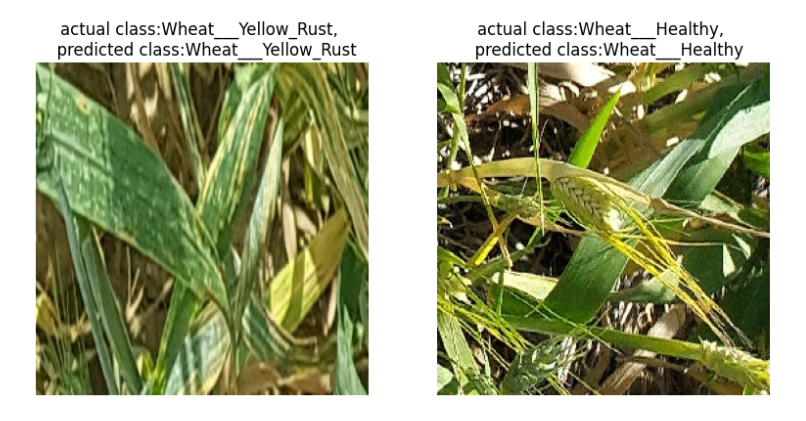 actual class:Wheat___Yellow_Rust,
predicted class:Wheat___Yellow_Rust
actual class:Wheat___Healthy,
predicted class:Wheat___Healthy